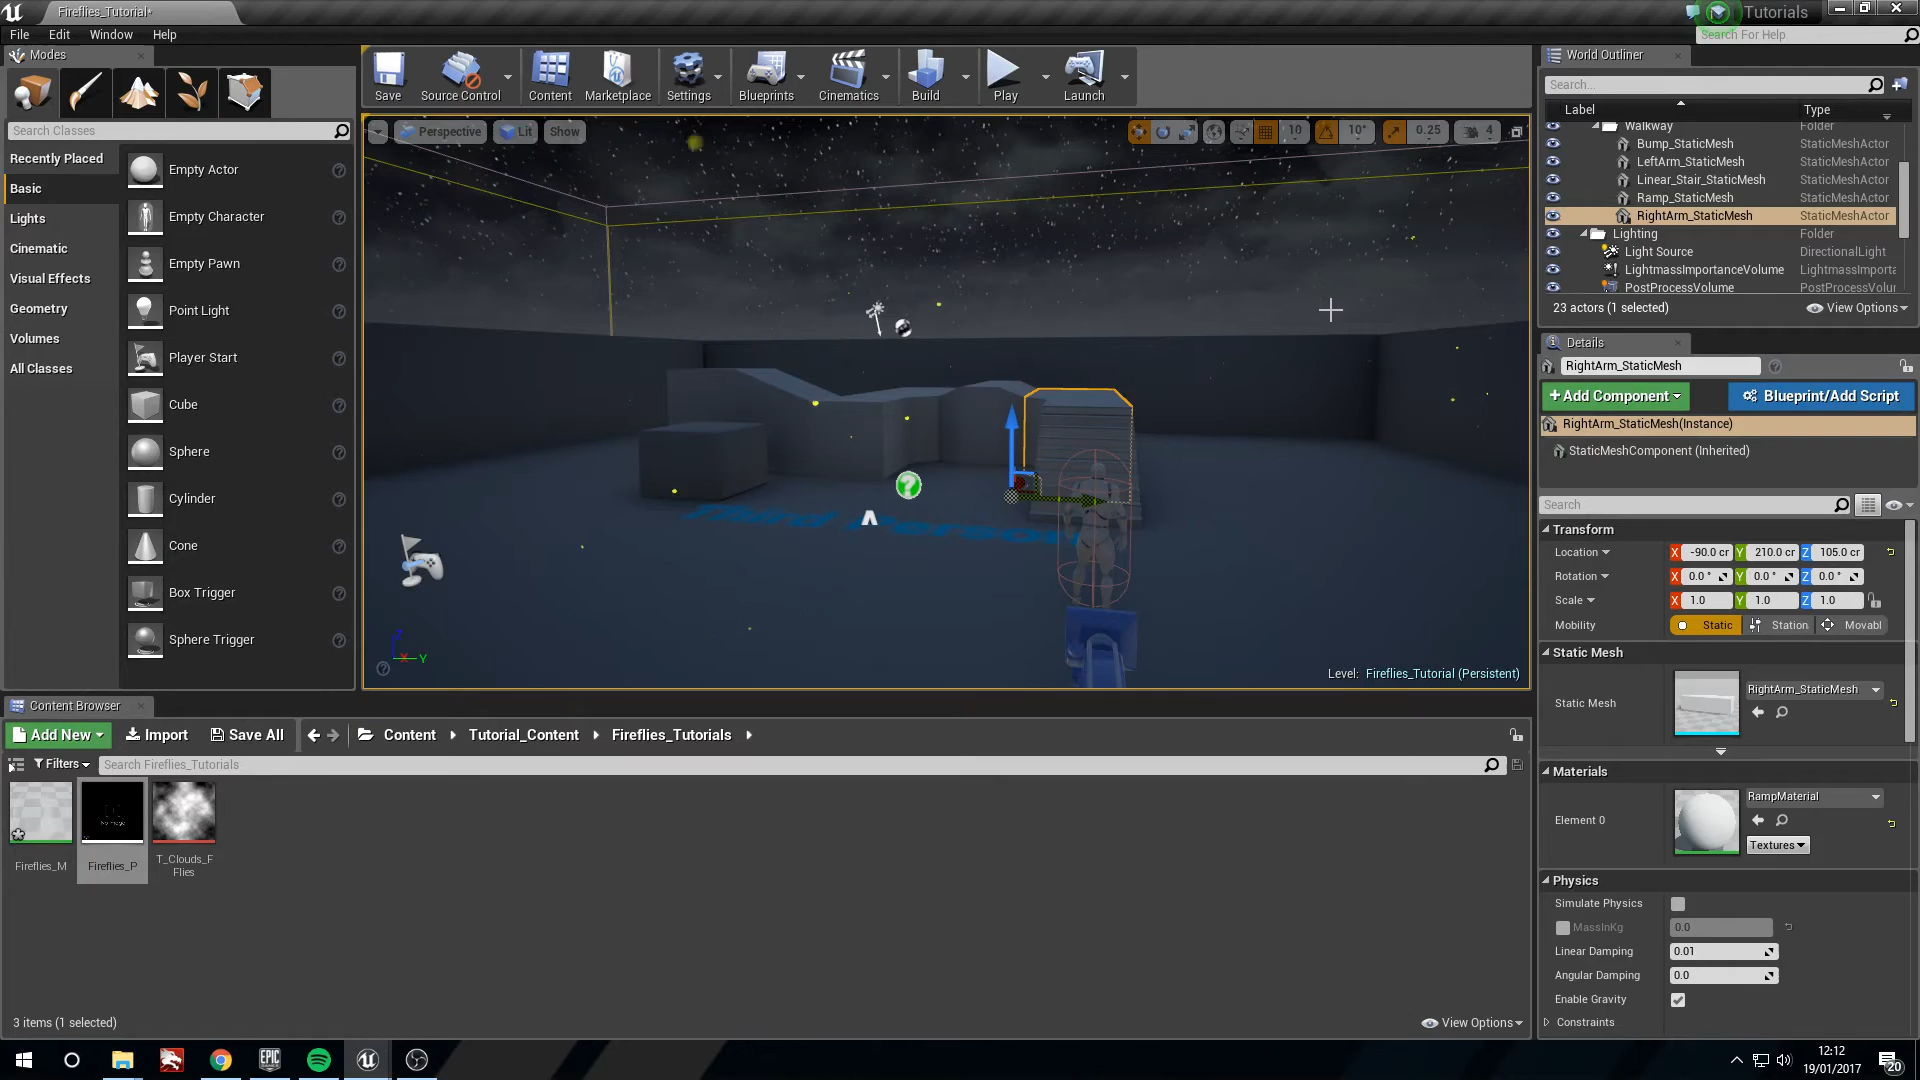 Fireflies_Tutorial•
Tutorials
File Edit Window Help
Search For Help
Modes
Save
Source Control
Content
Marketplace
Settings
Blueprints
Cinematics
Build
Play
Launch
World Outliner
Search...
Label Type
Search Classes
Perspective Lit Show
10 10° 0.25 4
Recently Placed
Basic
Lights
Cinematic
Visual Effects
Geometry
Volumes
All Classes
Empty Actor
Empty Character
Empty Pawn
Point Light
Player Start
Cube
Sphere
Cylinder
Cone
Box Trigger
Sphere Trigger
Third Person
X Y
Level: Fireflies_Tutorial (Persistent)
Walkway Folder
Bump_StaticMesh StaticMeshActor
LeftArm_StaticMesh StaticMeshActor
Linear_Stair_StaticMesh StaticMeshActor
Ramp_StaticMesh StaticMeshActor
RightArm_StaticMesh StaticMeshActor
Lighting Folder
Light Source DirectionalLight
LightmassImportanceVolume LightmassImporta
PostProcessVolume PostProcessVolur
23 actors (1 selected) View Options
Details
RightArm_StaticMesh
+Add Component Blueprint/Add Script
RightArm_StaticMesh(Instance)
StaticMeshComponent (Inherited)
Search
Transform
Location X -90.0 cr Y 210.0 cr Z 105.0 cr
Rotation X 0.0 ° Y 0.0 ° Z 0.0 °
Scale X 1.0 Y 1.0 Z 1.0
Mobility Static Station Movabl
Static Mesh
Static Mesh RightArm_StaticMesh
Materials
Element 0 RampMaterial
Textures
Physics
Simulate Physics
MassInKg 0.0
Linear Damping 0.01
Angular Damping 0.0
Enable Gravity
Constraints
Content Browser
Add New Import Save All Content Tutorial_Content Fireflies_Tutorials
Filters Search Fireflies_Tutorials
Fireflies_M
Fireflies_P
T_Clouds_F
Flies
3 items (1 selected) View Options
EPIC
12:12
19/01/2017
20